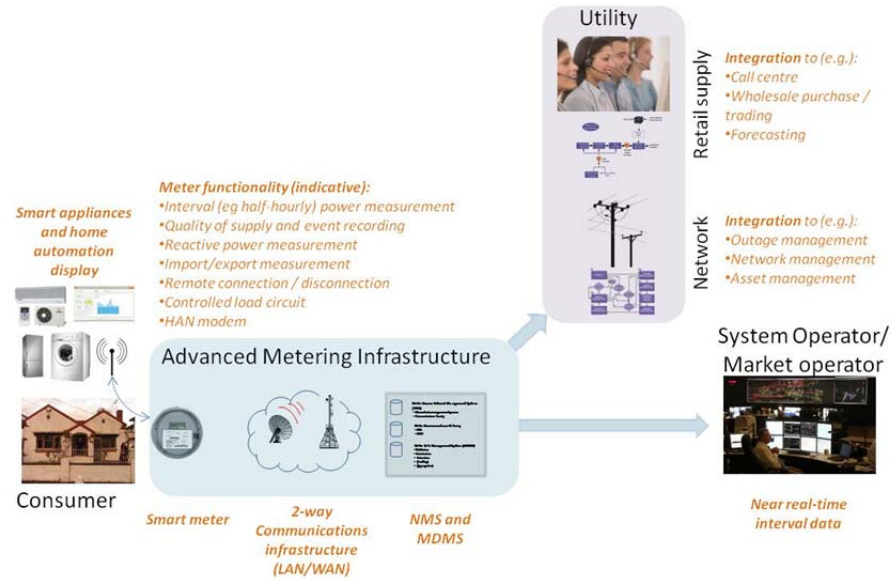 Utility
Retail supply
Integration to (e.g.):
•Call centre
•Wholesale purchase /
trading
•Forecasting
Network
Integration to (e.g.):
•Outage management
•Network management
•Asset management
Meter functionality (indicative):
•Interval (eg half-hourly) power measurement
•Quality of supply and event recording
•Reactive power measurement
•Import/export measurement
•Remote connection / disconnection
•Controlled load circuit
•HAN modem
Smart appliances
and home
automation
display
Advanced Metering Infrastructure
System Operator/
Market operator
Consumer
Smart meter
2-way
Communications
infrastructure
(LAN/WAN)
NMS and
MDMS
Near real-time
interval data